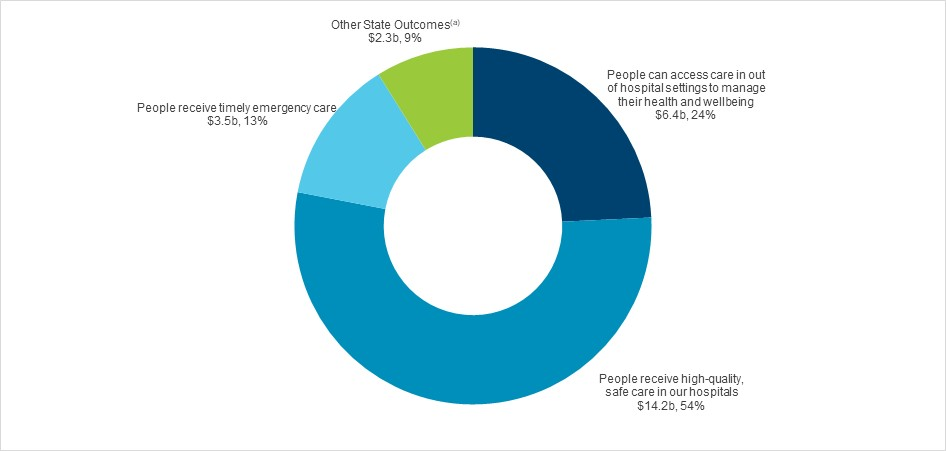 Other State Outcomes(a)
$2.3b, 9%
People can access care in out
of hospital settings to manage
their health and wellbeing
$6.4b, 24%
People receive timely emergency care
$3.5b, 13%
People receive high-quality,
safe care in our hospitals
$14.2b, 54%